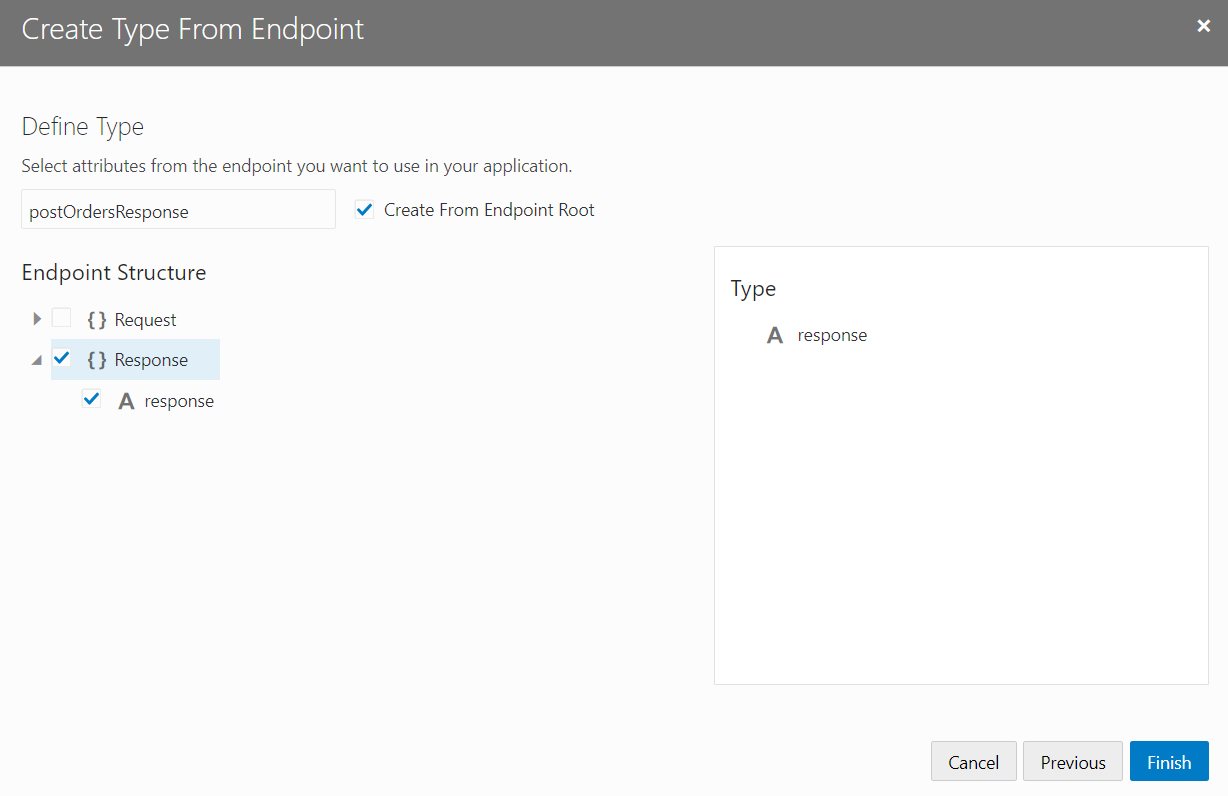 Create Type From Endpoint
Define Type
Select attributes from the endpoint you want to use in your application.
postOrdersResponse
Create From Endpoint Root
Endpoint Structure
{ } Request
{ } Response
A response
Type
A response
Cancel Previous Finish